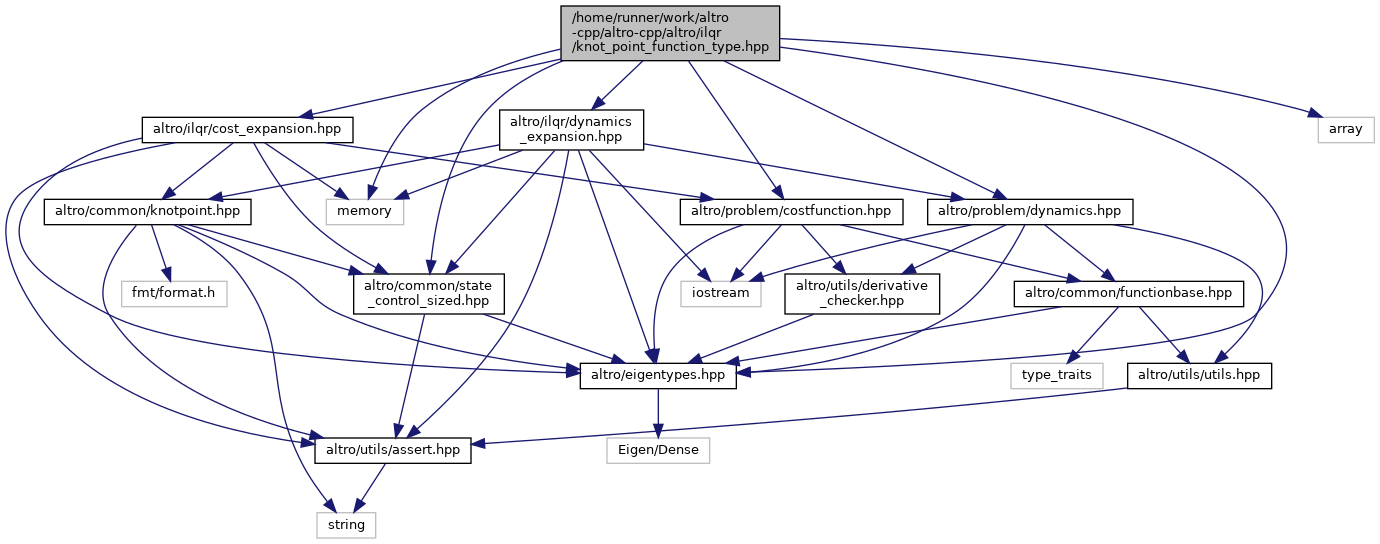 /home/runner/work/altro
-cpp/altro-cpp/altro/ilqr
/knot_point_function_type.hpp
altro/ilqr/cost_expansion.hpp
altro/ilqr/dynamics
_expansion.hpp
array
altro/common/knotpoint.hpp
memory
altro/problem/costfunction.hpp
altro/problem/dynamics.hpp
fmt/format.h
altro/common/state
_control_sized.hpp
iostream
altro/utils/derivative
_checker.hpp
altro/common/functionbase.hpp
altro/eigentypes.hpp
type_traits
altro/utils/utils.hpp
altro/utils/assert.hpp
Eigen/Dense
string